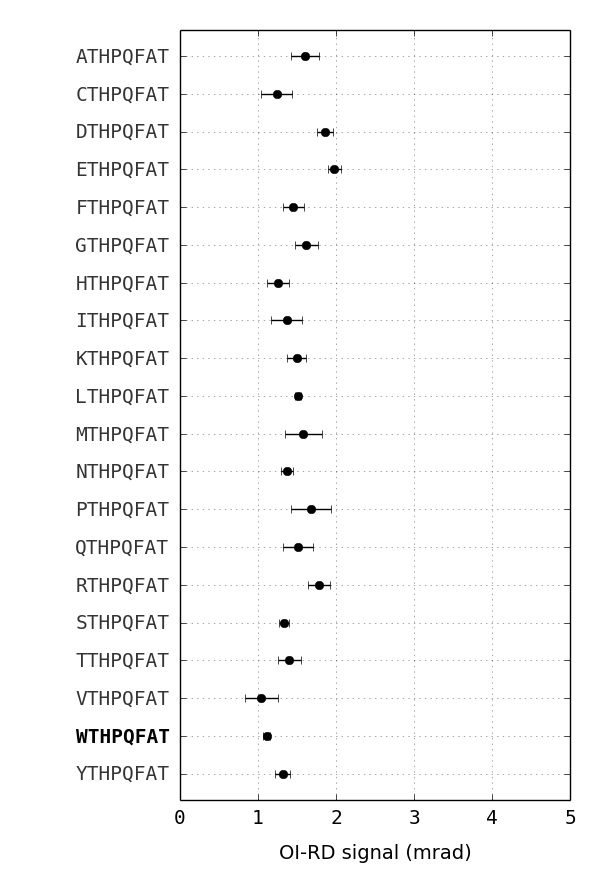 ATHPQFAT
CTHPQFAT
DTHPQFAT
ETHPQFAT
FTHPQFAT
GTHPQFAT
HTHPQFAT
ITHPQFAT
KTHPQFAT
LTHPQFAT
MTHPQFAT
NTHPQFAT
PTHPQFAT
QTHPQFAT
RTHPQFAT
STHPQFAT
TTHPQFAT
VTHPQFAT
WTHPQFAT
YTHPQFAT
0 1 2 3 4 5
OI-RD signal (mrad)